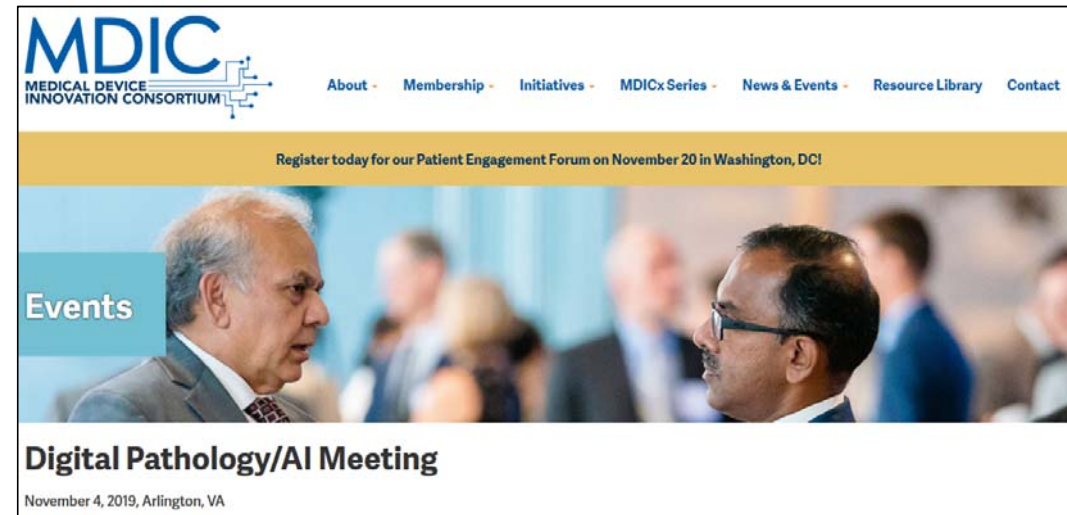 MDIC
MEDICAL DEVICE
INNOVATION CONSORTIUM
About Membership Initiatives MDICx Series News & Events Resource Library Contact
Register today for our Patient Engagement Forum on November 20 in Washington, DC!
Events
Digital Pathology/AI Meeting
November 4, 2019, Arlington, VA